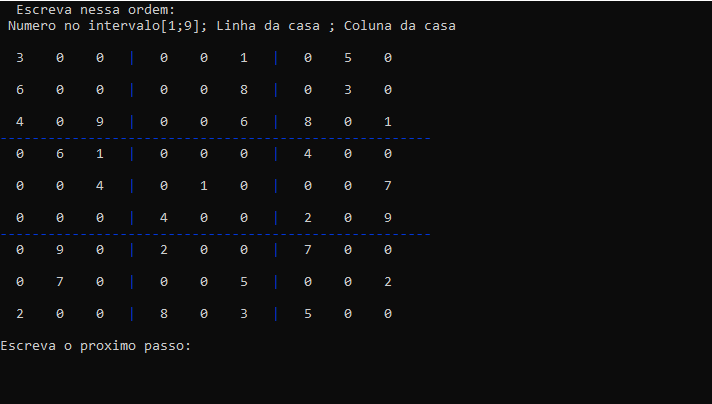 Escreva nessa ordem:
Numero no intervalo[1;9]; Linha da casa ; Coluna da casa
3 0 0 | 0 0 1 | 0 5 0
6 0 0 | 0 0 8 | 0 3 0
4 0 9 | 0 0 6 | 8 0 1
------------------------------------------------------
0 6 1 | 0 0 0 | 4 0 0
0 0 4 | 0 1 0 | 0 0 7
0 0 0 | 4 0 0 | 2 0 9
------------------------------------------------------
0 9 0 | 2 0 0 | 7 0 0
0 7 0 | 0 0 5 | 0 0 2
2 0 0 | 8 0 3 | 5 0 0
Escreva o proximo passo: